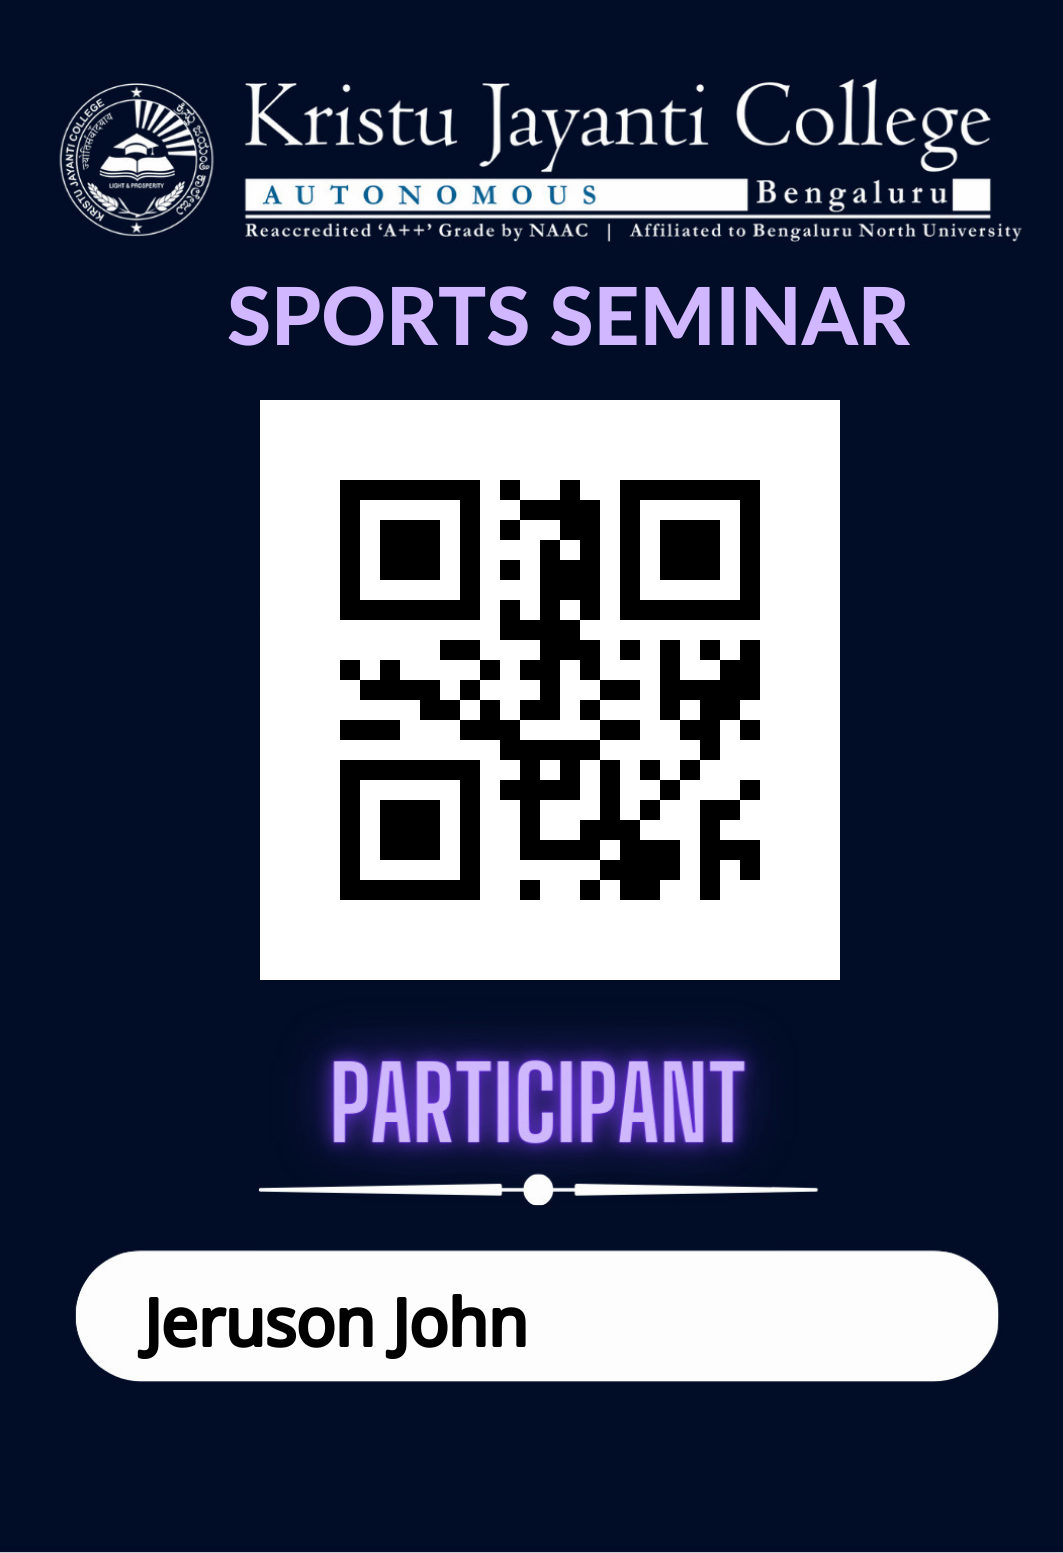 KRISTU JAYANTI COLLEGE
ಕ್ರಿಸ್ತು ಜಯಂತಿ ಕಾಲೇಜು
LIGHT & PROSPERITY
Kristu Jayanti College
AUTONOMOUS Bengaluru
Reaccredited ‘A++’ Grade by NAAC | Affiliated to Bengaluru North University
SPORTS SEMINAR
PARTICIPANT
Jeruson John